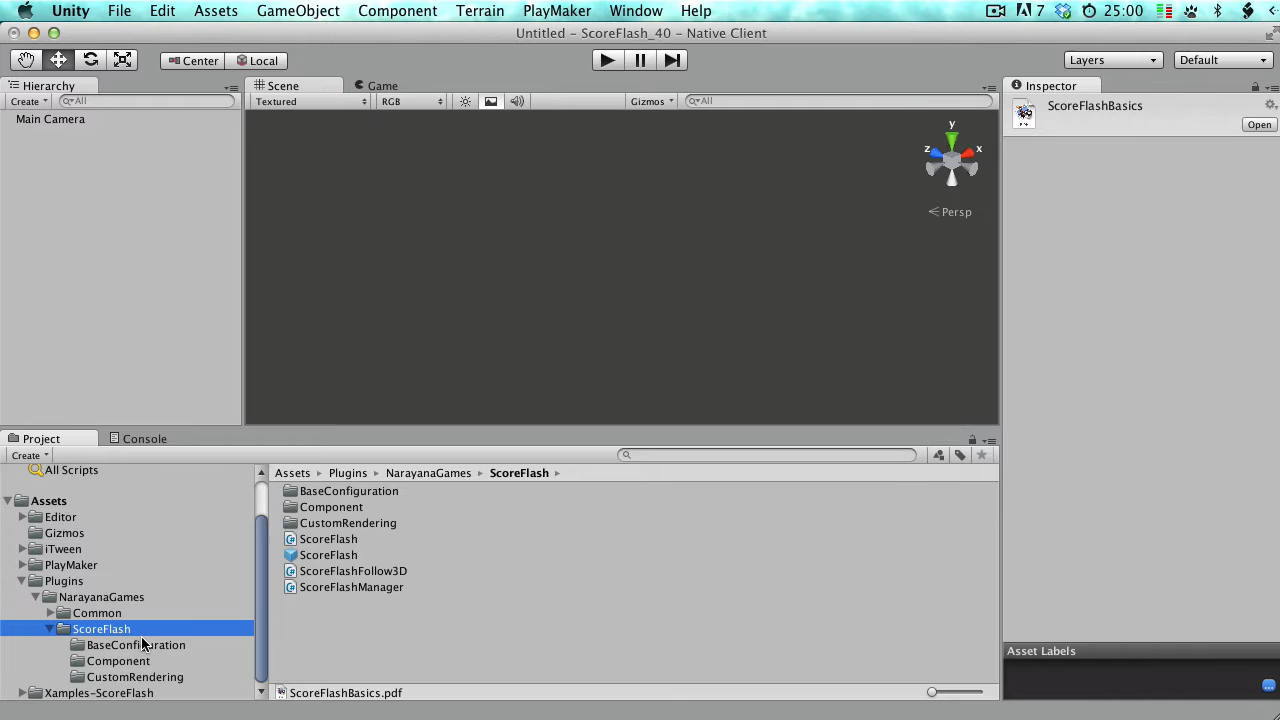 Unity File Edit Assets GameObject Component Terrain PlayMaker Window Help 7 25:00
Untitled - ScoreFlash_40 - Native Client
Center Local Layers Default
Hierarchy Scene Game Inspector
Create All Textured RGB Gizmos All ScoreFlashBasics
Main Camera
Open
y
z x
Persp
Project Console
Create
All Scripts Assets Plugins NarayanaGames ScoreFlash
Assets BaseConfiguration
Editor Component
Gizmos CustomRendering
iTween ScoreFlash
PlayMaker ScoreFlash
Plugins ScoreFlashFollow3D
NarayanaGames ScoreFlashManager
Common
ScoreFlash
BaseConfiguration
Component
CustomRendering
Xamples-ScoreFlash
ScoreFlashBasics.pdf
Asset Labels